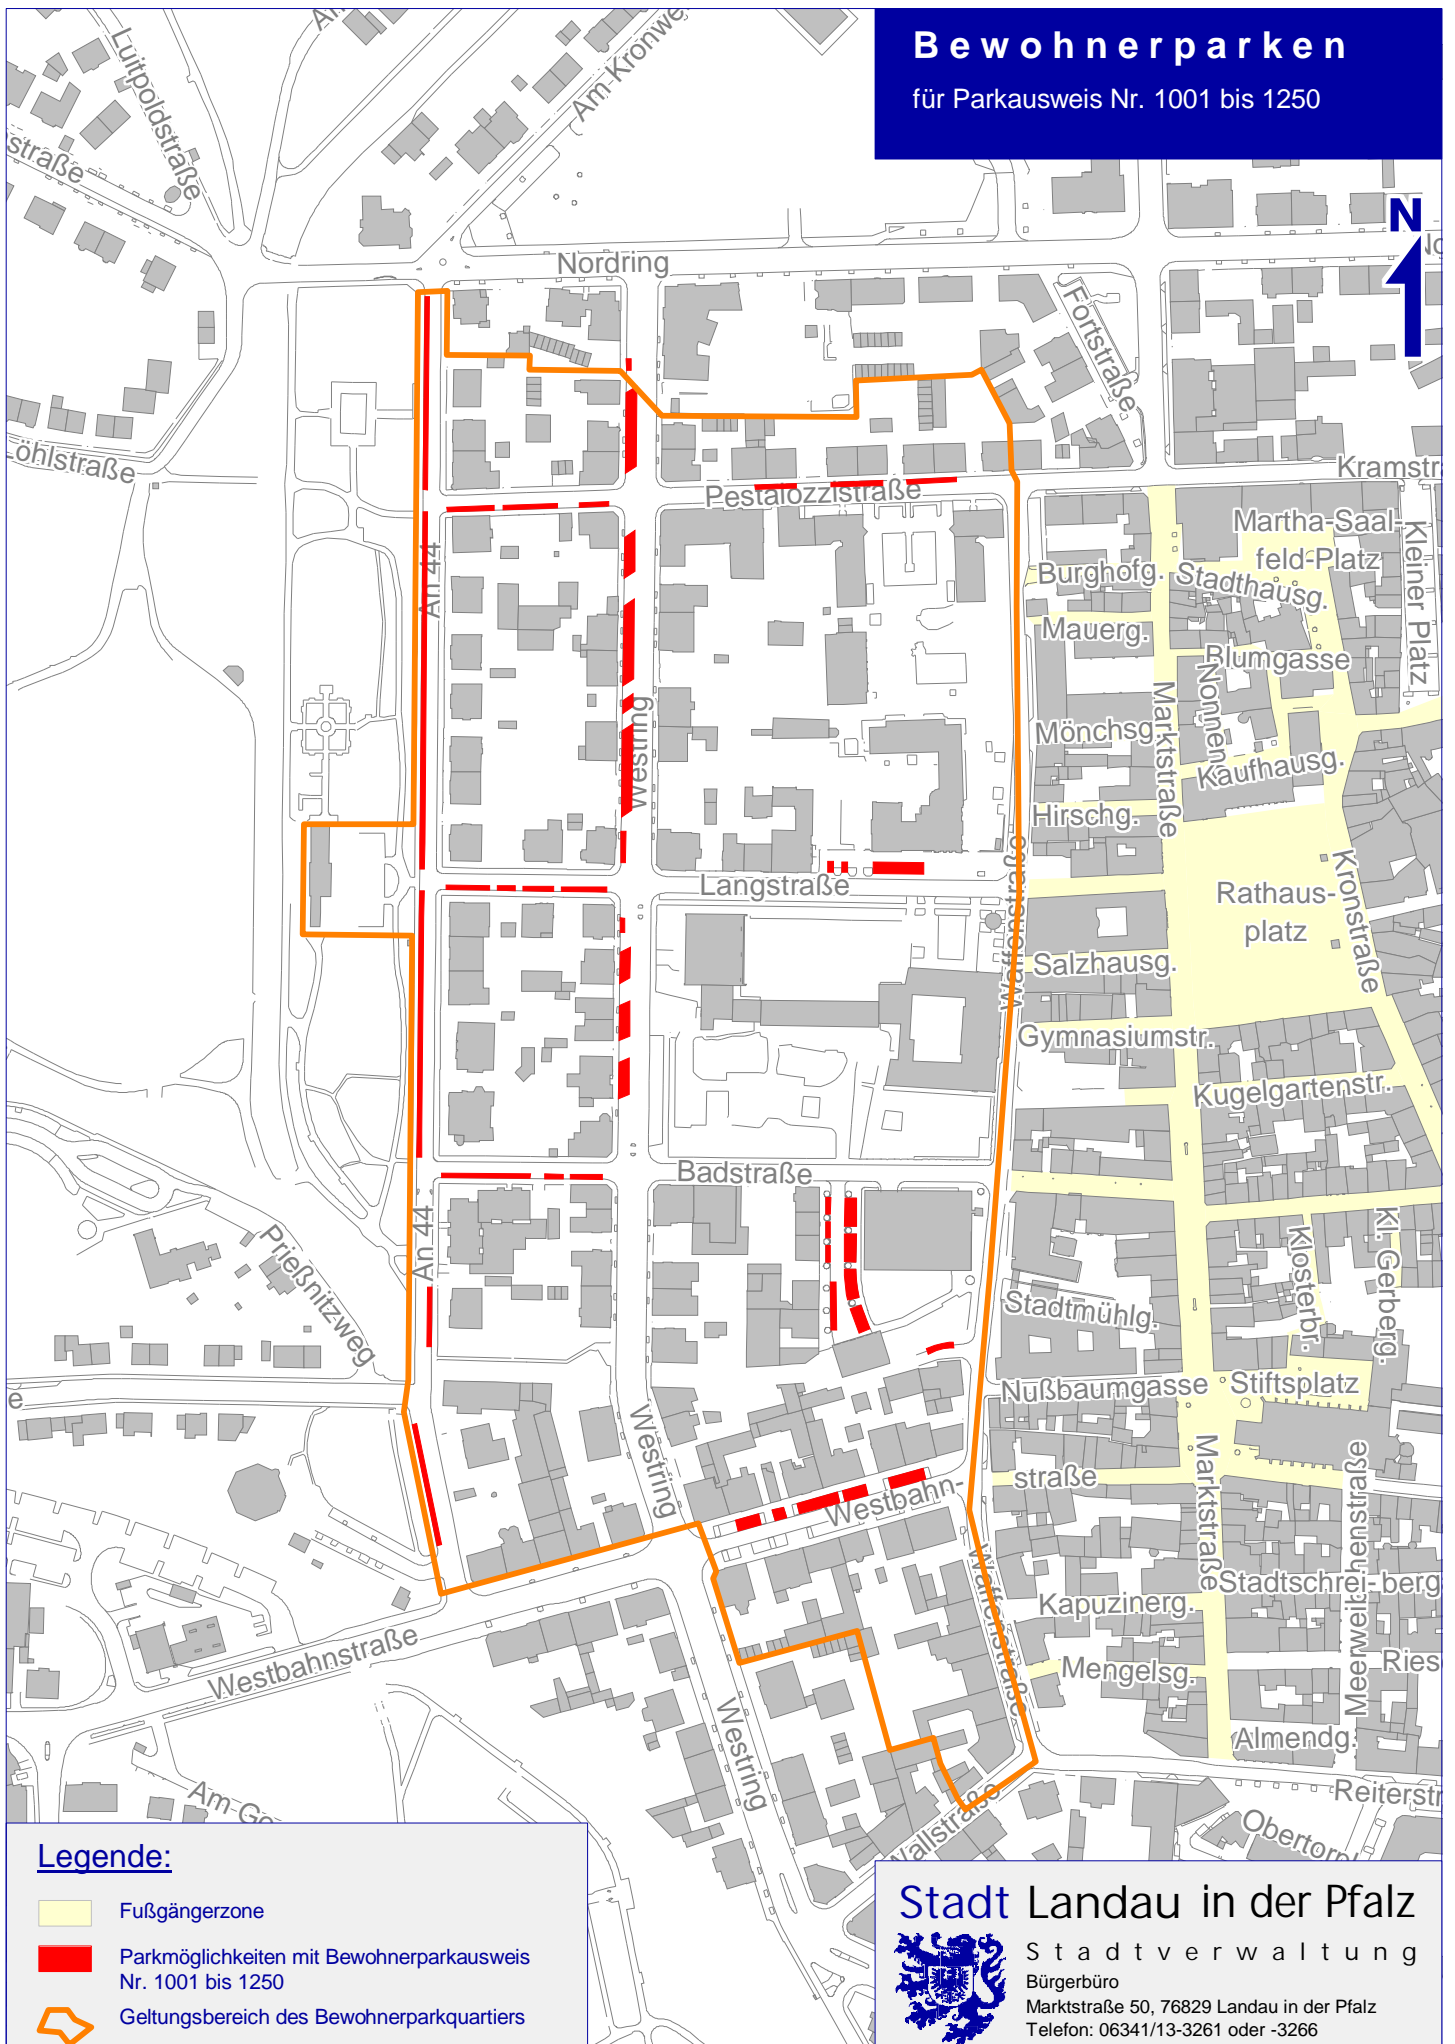 Bewohnerparken
für Parkausweis Nr. 1001 bis 1250
N
Luitpoldstraße
Am Kronwe
straße
Nordring
Fortstraße
öhlstraße
Kramstr
Pestalozzistraße
Martha-Saal-
feld-Platz
Kleiner Platz
An 44
Burghofg.
Stadthausg.
Mauerg.
Blumgasse
Nonneng
Westring
Marktstraße
Mönchsg.
Kaufhausg.
Hirschg.
Waffenstraße
Langstraße
Rathaus-
platz
Kronstraße
Salzhausg.
Gymnasiumstr.
Kugelgartenstr.
Badstraße
An 44
Prießnitzweg
Klosterbr.
Kl. Gerberg.
Stadtmühlg.
e
Nußbaumgasse
Stiftsplatz
Westring
Westbahn-
straße
Marktstraße
Meerweibchenstraße
Waffenstraße
Stadtschrei-berg
Kapuzinerg.
Westbahnstraße
Mengelsg.
Ries
Westring
Almendg.
Am Go
Wallstraße
Reiterstr
Obertorpl
Legende:
Fußgängerzone
Parkmöglichkeiten mit Bewohnerparkausweis
Nr. 1001 bis 1250
Geltungsbereich des Bewohnerparkquartiers
Stadt Landau in der Pfalz
Stadtverwaltung
Bürgerbüro
Marktstraße 50, 76829 Landau in der Pfalz
Telefon: 06341/13-3261 oder -3266